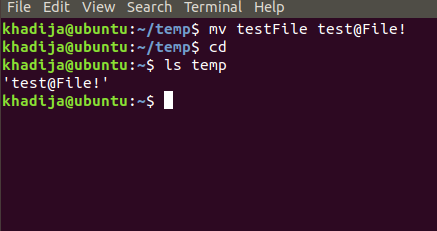 File Edit View Search Terminal Help
khadija@ubuntu:~/temp$ mv testFile test@File!
khadija@ubuntu:~/temp$ cd
khadija@ubuntu:~$ ls temp
'test@File!'
khadija@ubuntu:~$